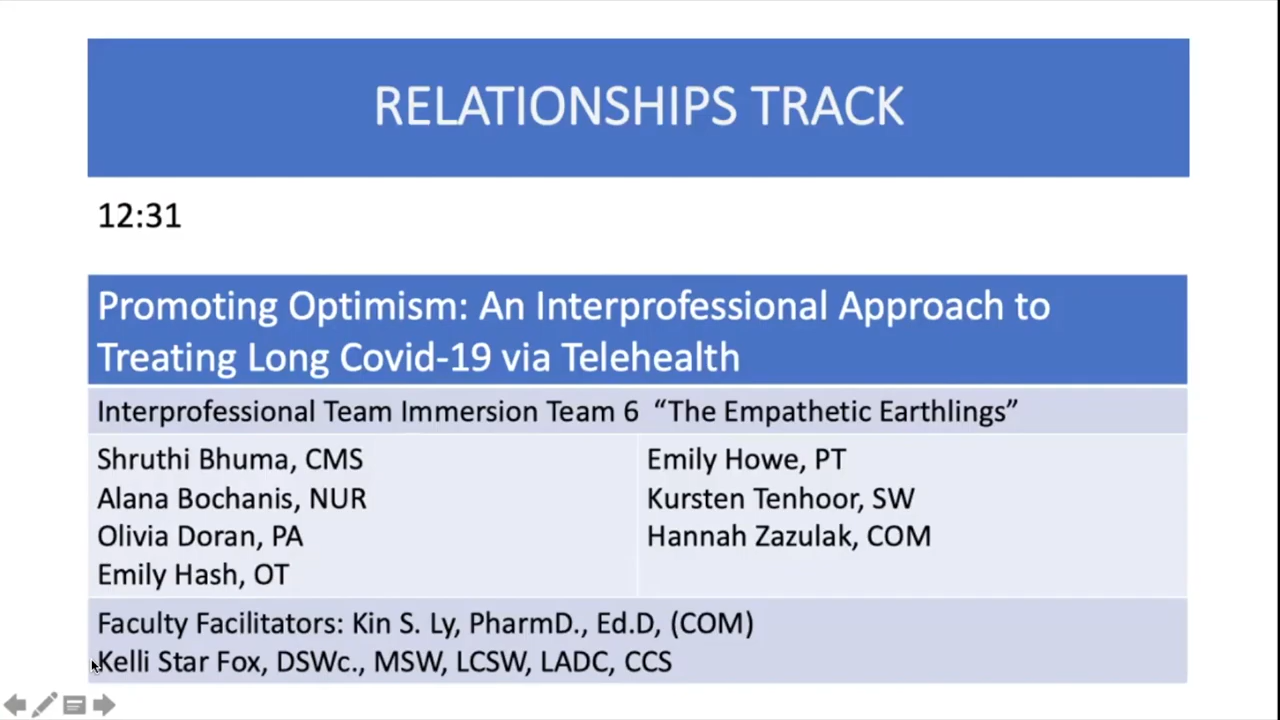 RELATIONSHIPS TRACK
12:31
Promoting Optimism: An Interprofessional Approach to
Treating Long Covid-19 via Telehealth
Interprofessional Team Immersion Team 6 “The Empathetic Earthlings”
Shruthi Bhuma, CMS
Alana Bochanis, NUR
Olivia Doran, PA
Emily Hash, OT
Emily Howe, PT
Kursten Tenhoor, SW
Hannah Zazulak, COM
Faculty Facilitators: Kin S. Ly, PharmD., Ed.D, (COM)
Kelli Star Fox, DSWc., MSW, LCSW, LADC, CCS